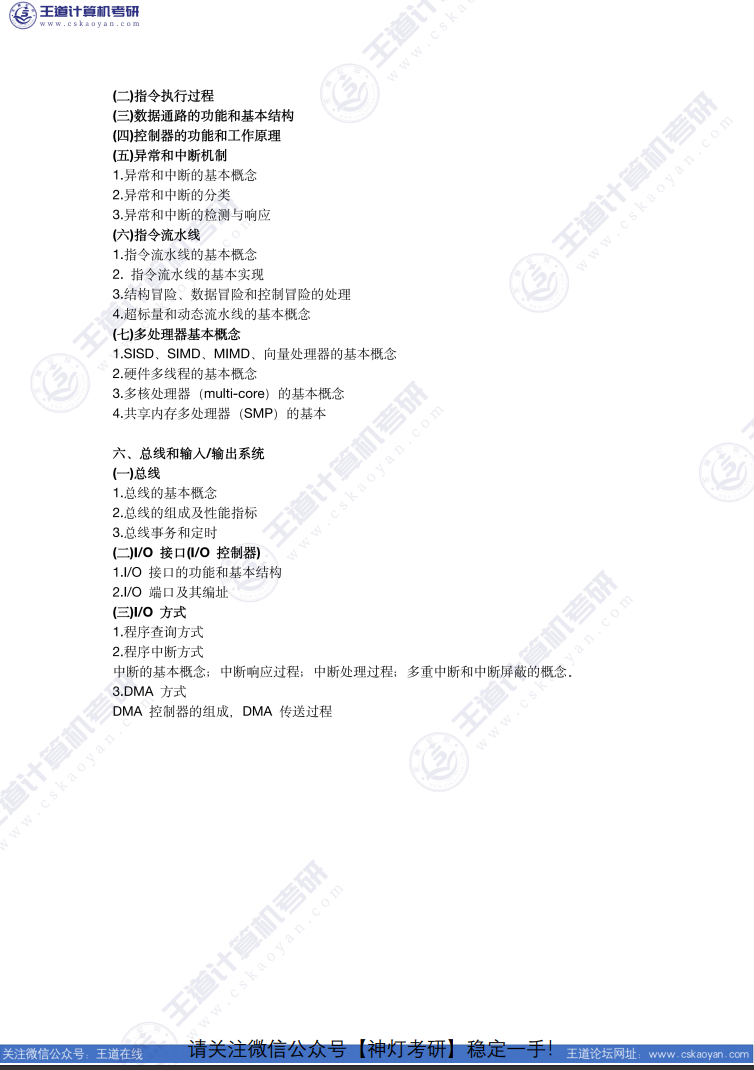 王道计算机考研
www.cskaoyan.com
(二)指令执行过程
(三)数据通路的功能和基本结构
(四)控制器的功能和工作原理
(五)异常和中断机制
1.异常和中断的基本概念
2.异常和中断的分类
3.异常和中断的检测与响应
(六)指令流水线
1.指令流水线的基本概念
2. 指令流水线的基本实现
3.结构冒险、数据冒险和控制冒险的处理
4.超标量和动态流水线的基本概念
(七)多处理器基本概念
1.SISD、SIMD、MIMD、向量处理器的基本概念
2.硬件多线程的基本概念
3.多核处理器（multi-core）的基本概念
4.共享内存多处理器（SMP）的基本
六、总线和输入/输出系统
(一)总线
1.总线的基本概念
2.总线的组成及性能指标
3.总线事务和定时
(二)I/O 接口(I/O 控制器)
1.I/O 接口的功能和基本结构
2.I/O 端口及其编址
(三)I/O 方式
1.程序查询方式
2.程序中断方式
中断的基本概念；中断响应过程；中断处理过程；多重中断和中断屏蔽的概念．
3.DMA 方式
DMA 控制器的组成，DMA 传送过程
关注微信公众号：王道在线
请关注微信公众号【神灯考研】稳定一手！
王道论坛网址：www.cskaoyan.com